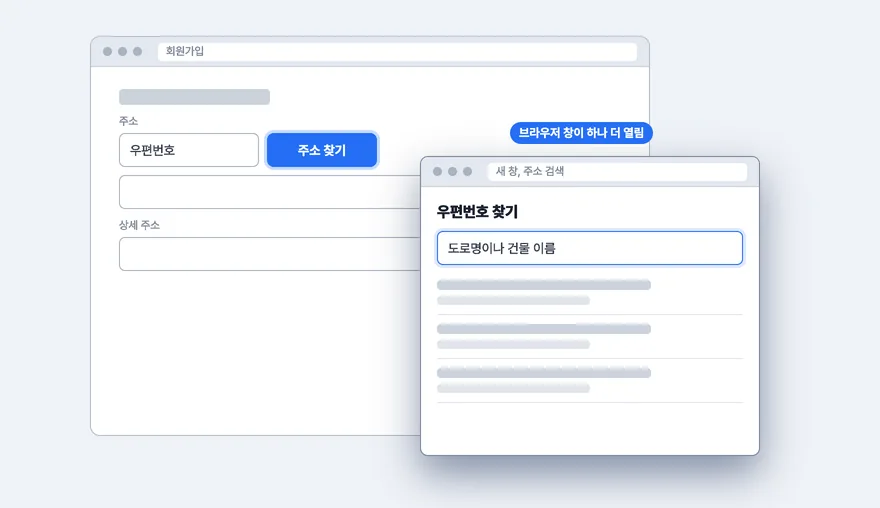 회원가입
주소
우편번호
주소 찾기
상세 주소
브라우저 창이 하나 더 열림
새 창, 주소 검색
우편번호 찾기
도로명이나 건물 이름